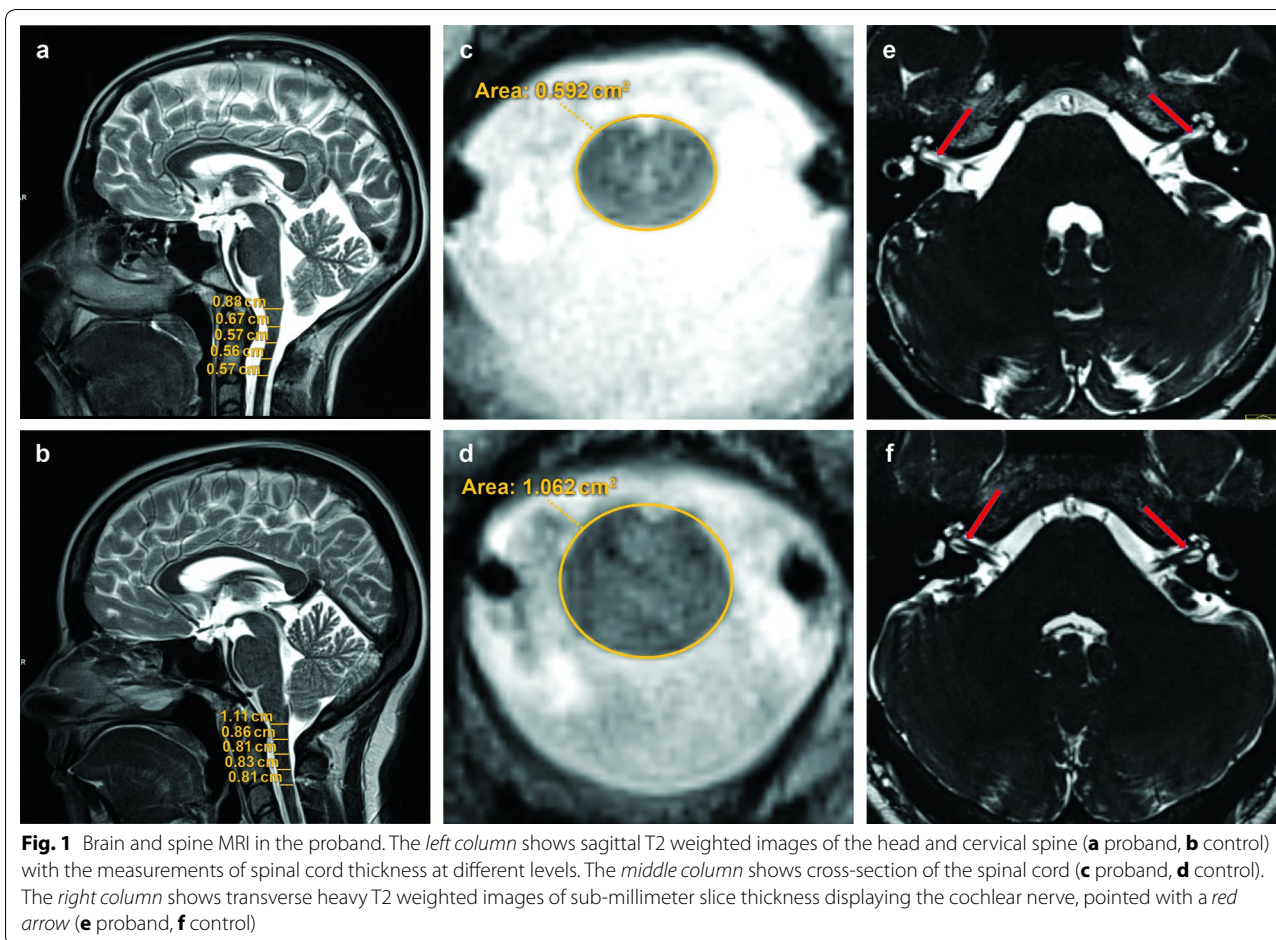 a
c
e
Area: 0.592 cm²
0.88 cm
0.67 cm
0.57 cm
0.56 cm
0.57 cm
b
d
f
Area: 1.062 cm²
1.11 cm
0.86 cm
0.81 cm
0.83 cm
0.81 cm
R
Fig. 1 Brain and spine MRI in the proband. The left column shows sagittal T2 weighted images of the head and cervical spine (a proband, b control)
with the measurements of spinal cord thickness at different levels. The middle column shows cross-section of the spinal cord (c proband, d control).
The right column shows transverse heavy T2 weighted images of sub-millimeter slice thickness displaying the cochlear nerve, pointed with a red
arrow (e proband, f control)